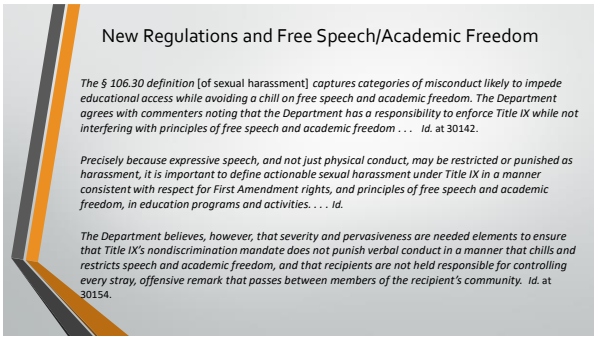 New Regulations and Free Speech/Academic Freedom
The § 106.30 definition [of sexual harassment] captures categories of misconduct likely to impede
educational access while avoiding a chill on free speech and academic freedom. The Department
agrees with commenters noting that the Department has a responsibility to enforce Title IX while not
interfering with principles of free speech and academic freedom . . .   Id. at 30142.
Precisely because expressive speech, and not just physical conduct, may be restricted or punished as
harassment, it is important to define actionable sexual harassment under Title IX in a manner
consistent with respect for First Amendment rights, and principles of free speech and academic
freedom, in education programs and activities. . . . Id.
The Department believes, however, that severity and pervasiveness are needed elements to ensure
that Title IX's nondiscrimination mandate does not punish verbal conduct in a manner that chills and
restricts speech and academic freedom, and that recipients are not held responsible for controlling
every stray, offensive remark that passes between members of the recipient's community.  Id. at
30154.